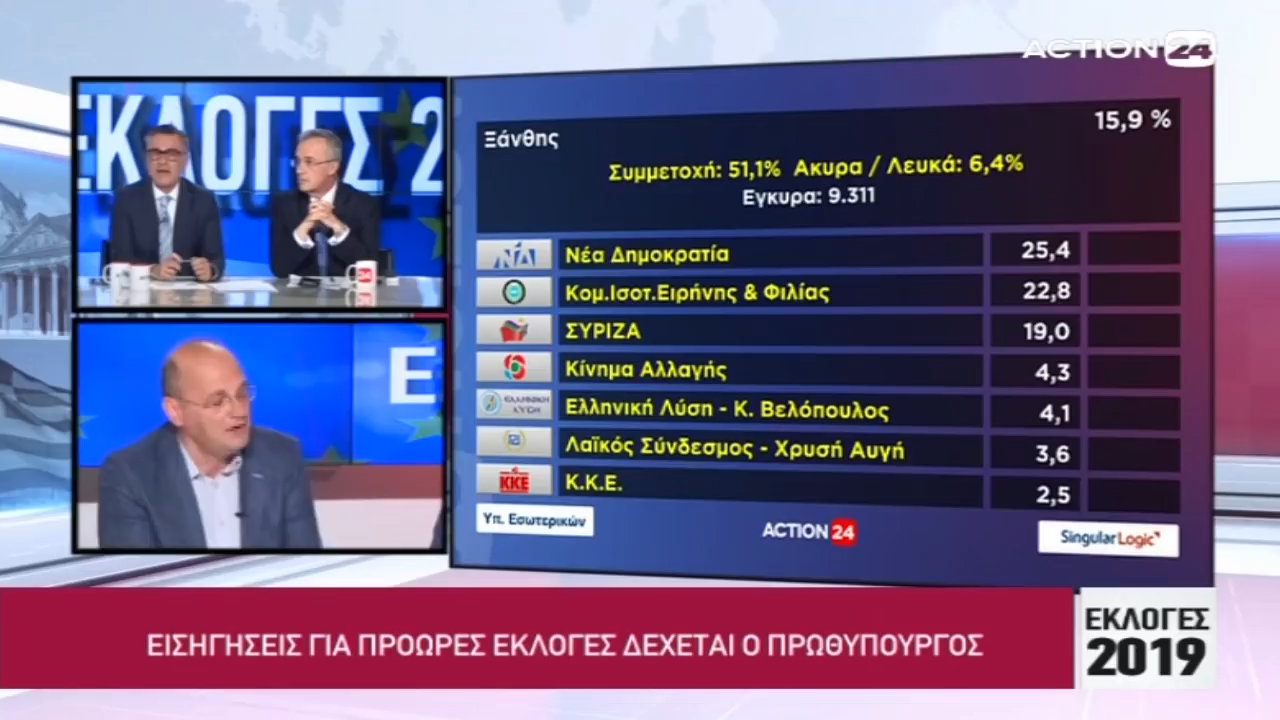 ACTION 24
ΕΚΛΟΓΕΣ 2
Ε
Ξάνθης
15,9 %
Συμμετοχή: 51,1% Ακυρα / Λευκά: 6,4%
Εγκυρα: 9.311
ΝΔ Νέα Δημοκρατία 25,4
Κομ.Ισοτ.Ειρήνης & Φιλίας 22,8
ΣΥΡΙΖΑ 19,0
Κίνημα Αλλαγής 4,3
ΕΛΛΗΝΙΚΗ ΛΥΣΗ Ελληνική Λύση - Κ. Βελόπουλος 4,1
Λαϊκός Σύνδεσμος - Χρυσή Αυγή 3,6
ΚΚΕ Κ.Κ.Ε. 2,5
Υπ. Εσωτερικών
ACTION 24
SingularLogic
ΕΙΣΗΓΗΣΕΙΣ ΓΙΑ ΠΡΟΩΡΕΣ ΕΚΛΟΓΕΣ ΔΕΧΕΤΑΙ Ο ΠΡΩΘΥΠΟΥΡΓΟΣ
ΕΚΛΟΓΕΣ
2019